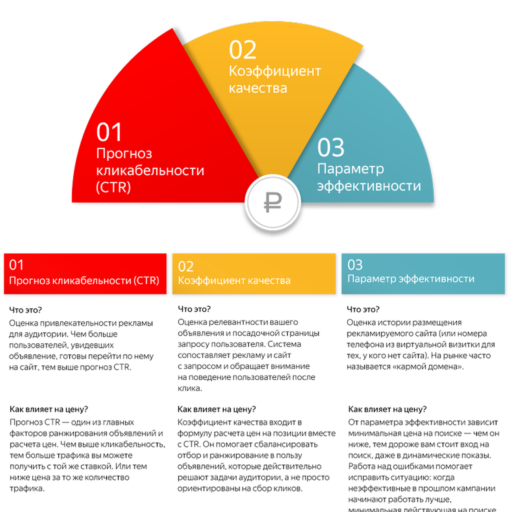 01
Прогноз
кликабельности
(CTR)
02
Коэффициент
качества
03
Параметр
эффективности
₽
01
Прогноз кликабельности (CTR)
Что это?
Оценка привлекательности рекламы
для аудитории. Чем больше
пользователей, увидевших
объявление, готовы перейти по нему
на сайт, тем выше прогноз CTR.
Как влияет на цену?
Прогноз CTR — один из главных
факторов ранжирования объявлений и
расчета цен. Чем выше кликабельность,
тем больше трафика вы можете
получить с той же ставкой. Или тем
ниже цена за то же количество
трафика.
02
Коэффициент качества
Что это?
Оценка релевантности вашего
объявления и посадочной страницы
запросу пользователя. Система
сопоставляет рекламу и сайт
с запросом и обращает внимание
на поведение пользователей после
клика.
Как влияет на цену?
Коэффициент качества входит в
формулу расчета цен на позиции вместе
с CTR. Он помогает сбалансировать
отбор и ранжирование в пользу
объявлений, которые действительно
решают задачи аудитории, а не просто
ориентированы на сбор кликов.
03
Параметр эффективности
Что это?
Оценка истории размещения
рекламируемого сайта (или номера
телефона из виртуальной визитки для
тех, у кого нет сайта). На рынке часто
называется «кармой домена».
Как влияет на цену?
От параметра эффективности зависит
минимальная цена на поиске — чем он
ниже, тем дороже вам стоит вход на
поиск, даже в динамические показы.
Работа над ошибками помогает
исправить ситуацию: когда
неэффективные в прошлом кампании
начинают работать лучше,
минимальная действующая на поиске